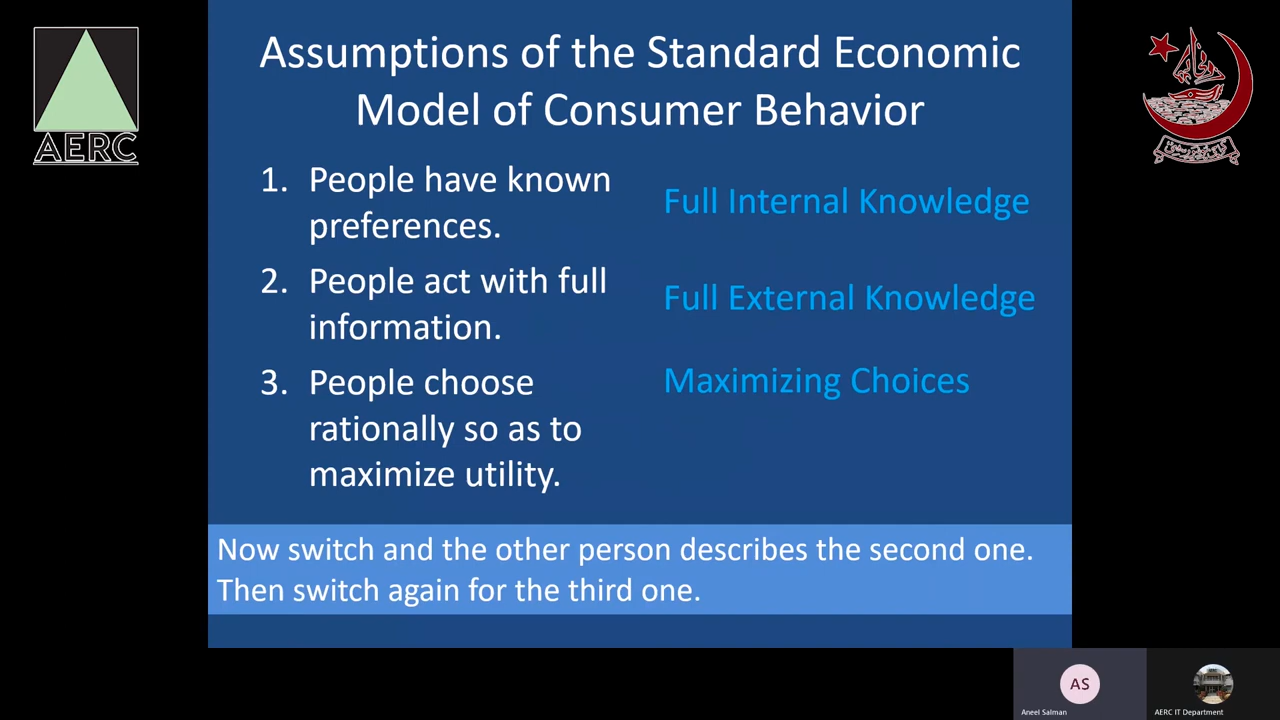 Assumptions of the Standard Economic
Model of Consumer Behavior
AERC
1. People have known
preferences.
Full Internal Knowledge
2. People act with full
information.
Full External Knowledge
3. People choose
rationally so as to
maximize utility.
Maximizing Choices
Now switch and the other person describes the second one.
Then switch again for the third one.
AS
Aneel Salman
AERC IT Department